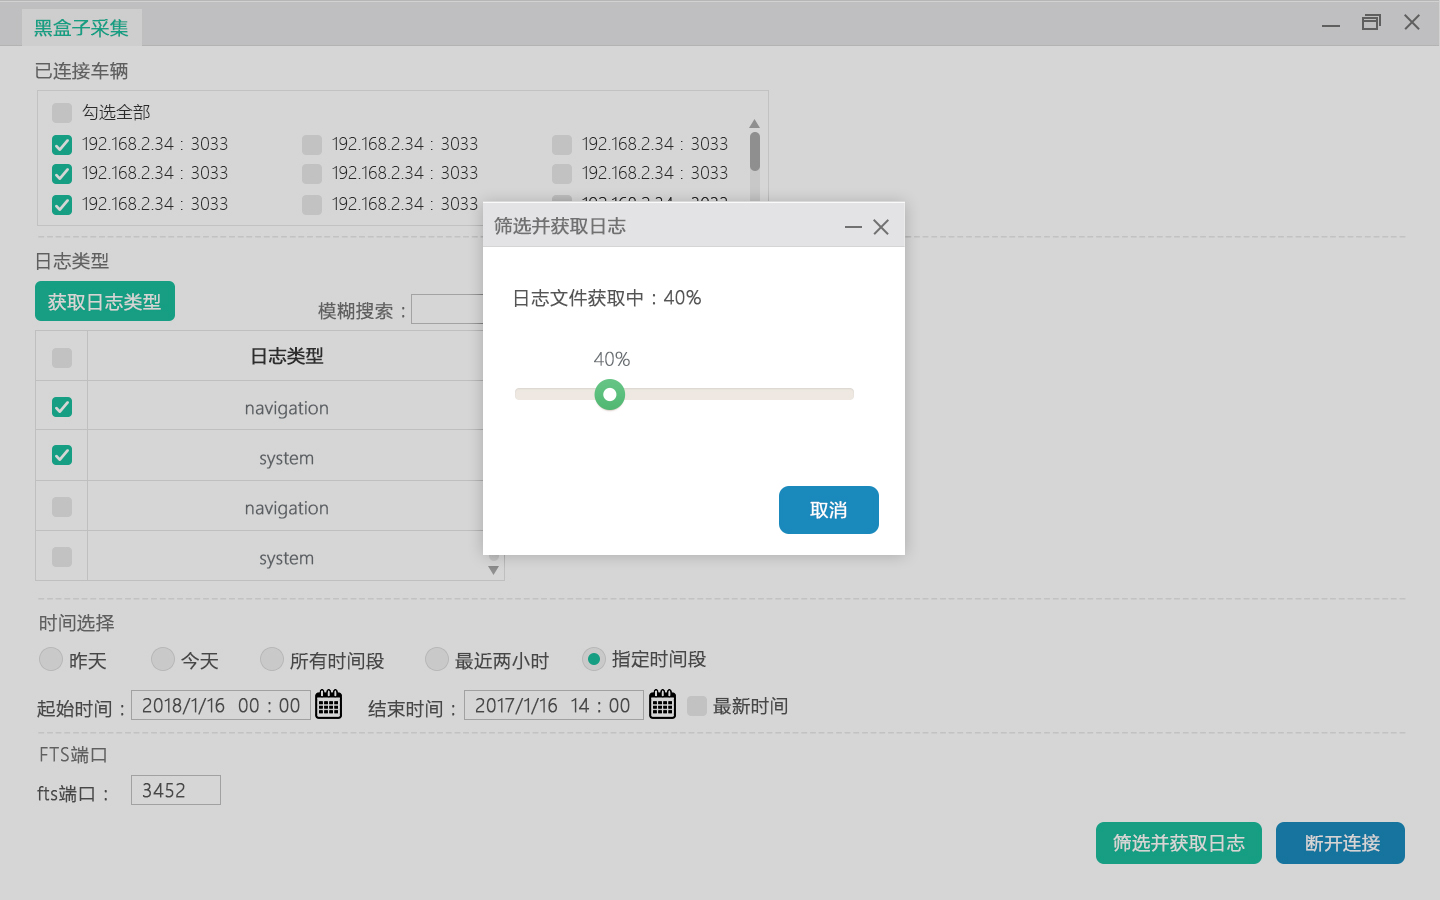 黑盒子采集
已连接车辆
勾选全部
192.168.2.34 : 3033 192.168.2.34 : 3033 192.168.2.34 : 3033
192.168.2.34 : 3033 192.168.2.34 : 3033 192.168.2.34 : 3033
192.168.2.34 : 3033 192.168.2.34 : 3033
筛选并获取日志
日志类型
获取日志类型
模糊搜索：
日志类型
navigation
system
navigation
system
日志文件获取中：40%
40%
取消
时间选择
昨天 今天 所有时间段 最近两小时 指定时间段
起始时间： 2018/1/16 00 : 00 结束时间： 2017/1/16 14 : 00 最新时间
FTS端口
fts端口： 3452
筛选并获取日志 断开连接